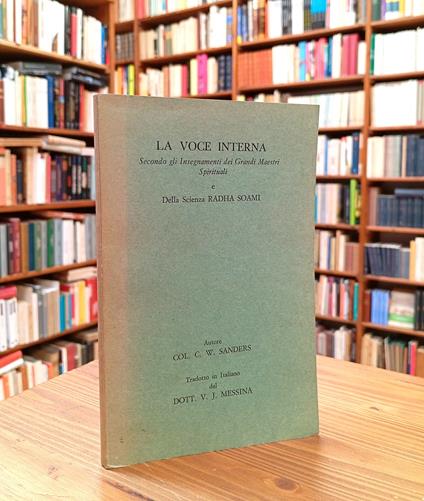 LA VOCE INTERNA
Secondo gli Insegnamenti dei Grandi Maestri
Spirituali
e
Della Scienza RADHA SOAMI
Autore
COL. C. W. SANDERS
Tradotto in Italiano
dal
DOTT. V. J. MESSINA